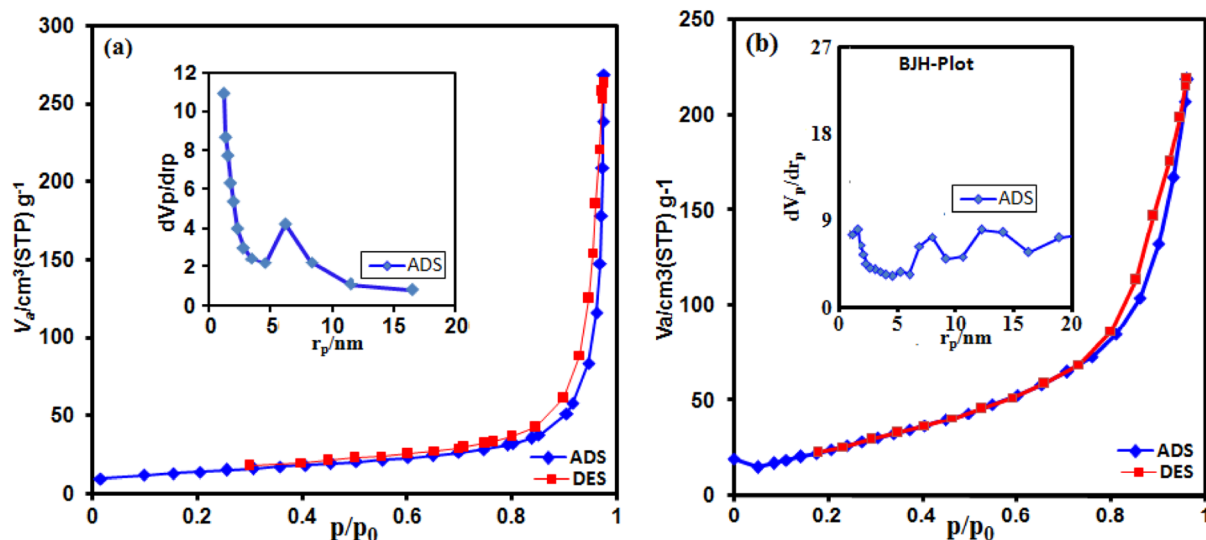 (a)
300
250
200
150
100
50
0
Va/cm³(STP) g-1
0 0.2 0.4 0.6 0.8 1
p/p0
ADS
DES
12
10
8
6
4
2
0
dVp/drp
0 5 10 15 20
rp/nm
ADS
(b)
250
200
150
100
50
0
Va/cm3(STP) g-1
0 0.2 0.4 0.6 0.8 1
p/p0
ADS
DES
BJH-Plot
27
18
9
0
dVp/drp
0 5 10 15 20
rp/nm
ADS